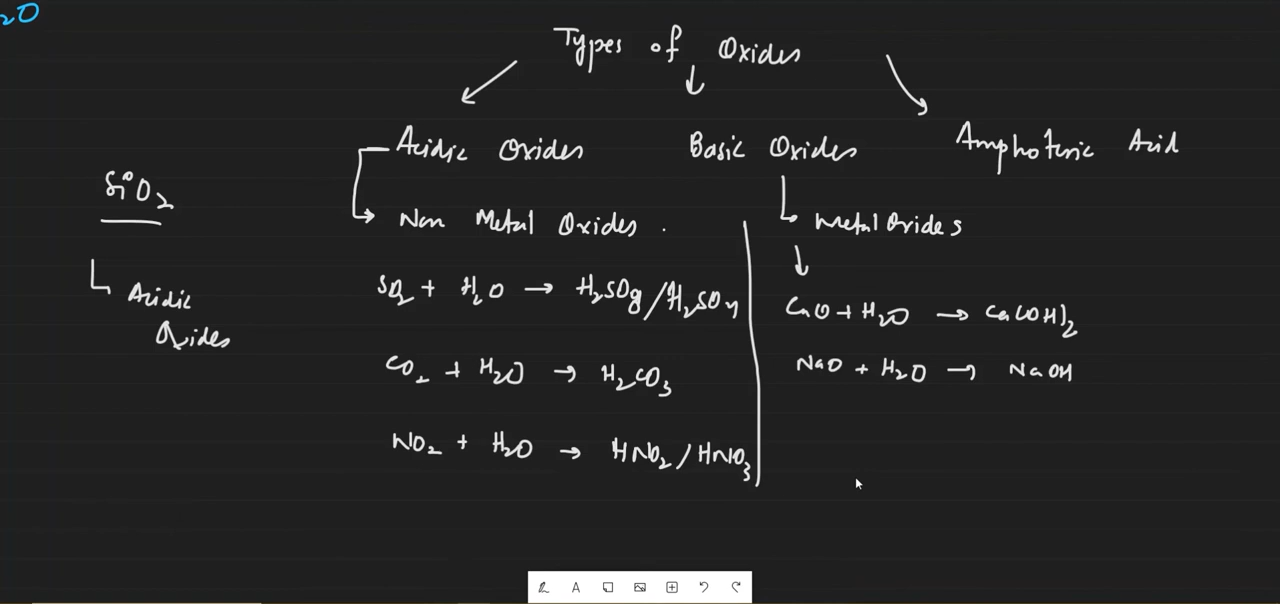 2O
Types of Oxides
Acidic Oxides
Basic Oxides
Amphoteric Acid
SiO2
Acidic
Oxides
Non Metal Oxides.
SO2 + H2O → H2SO3/H2SO4
CO2 + H2O → H2CO3
NO2 + H2O → HNO2/HNO3
Metal Oxides
CaO + H2O → Ca(OH)2
NaO + H2O → NaOH